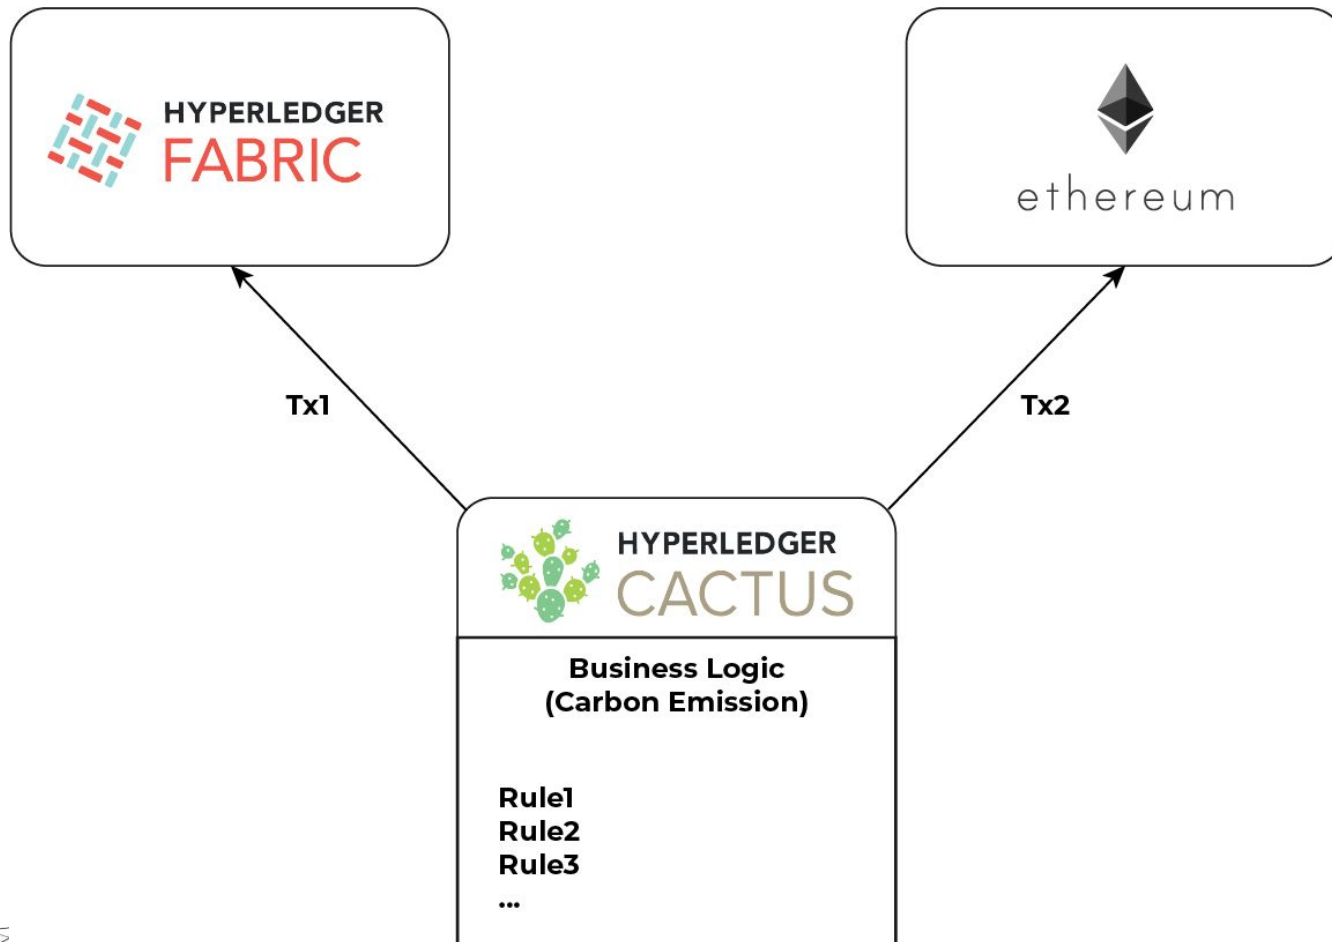 HYPERLEDGER
FABRIC
ethereum
Tx1
Tx2
HYPERLEDGER
CACTUS
Business Logic
(Carbon Emission)
Rule1
Rule2
Rule3
...